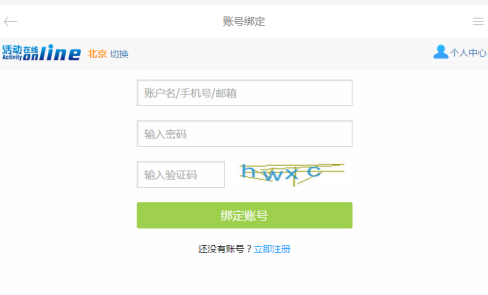 账号绑定
活动在线 Activity online 北京 切换 个人中心
账户名/手机号/邮箱
输入密码
输入验证码 hwxc
绑定账号
还没有账号？立即注册